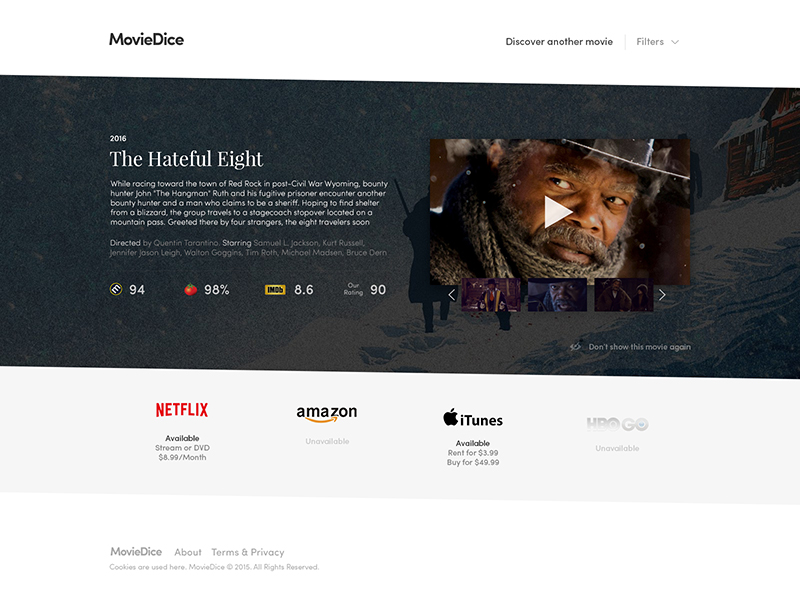 MovieDice
Discover another movie
Filters
2016
The Hateful Eight
While racing toward the town of Red Rock in post-Civil War Wyoming, bounty
hunter John "The Hangman" Ruth and his fugitive prisoner encounter another
bounty hunter and a man who claims to be a sheriff. Hoping to find shelter
from a blizzard, the group travels to a stagecoach stopover located on a
mountain pass. Greeted there by four strangers, the eight travelers soon
Directed by Quentin Tarantino. Starring Samuel L. Jackson, Kurt Russell,
Jennifer Jason Leigh, Walton Goggins, Tim Roth, Michael Madsen, Bruce Dern
94
98%
IMDb 8.6
Our
Rating 90
Don't show this movie again
NETFLIX
Available
Stream or DVD
$8.99/Month
amazon
Unavailable
iTunes
Available
Rent for $3.99
Buy for $49.99
HBO GO
Unavailable
MovieDice About Terms & Privacy
Cookies are used here. MovieDice © 2015. All Rights Reserved.